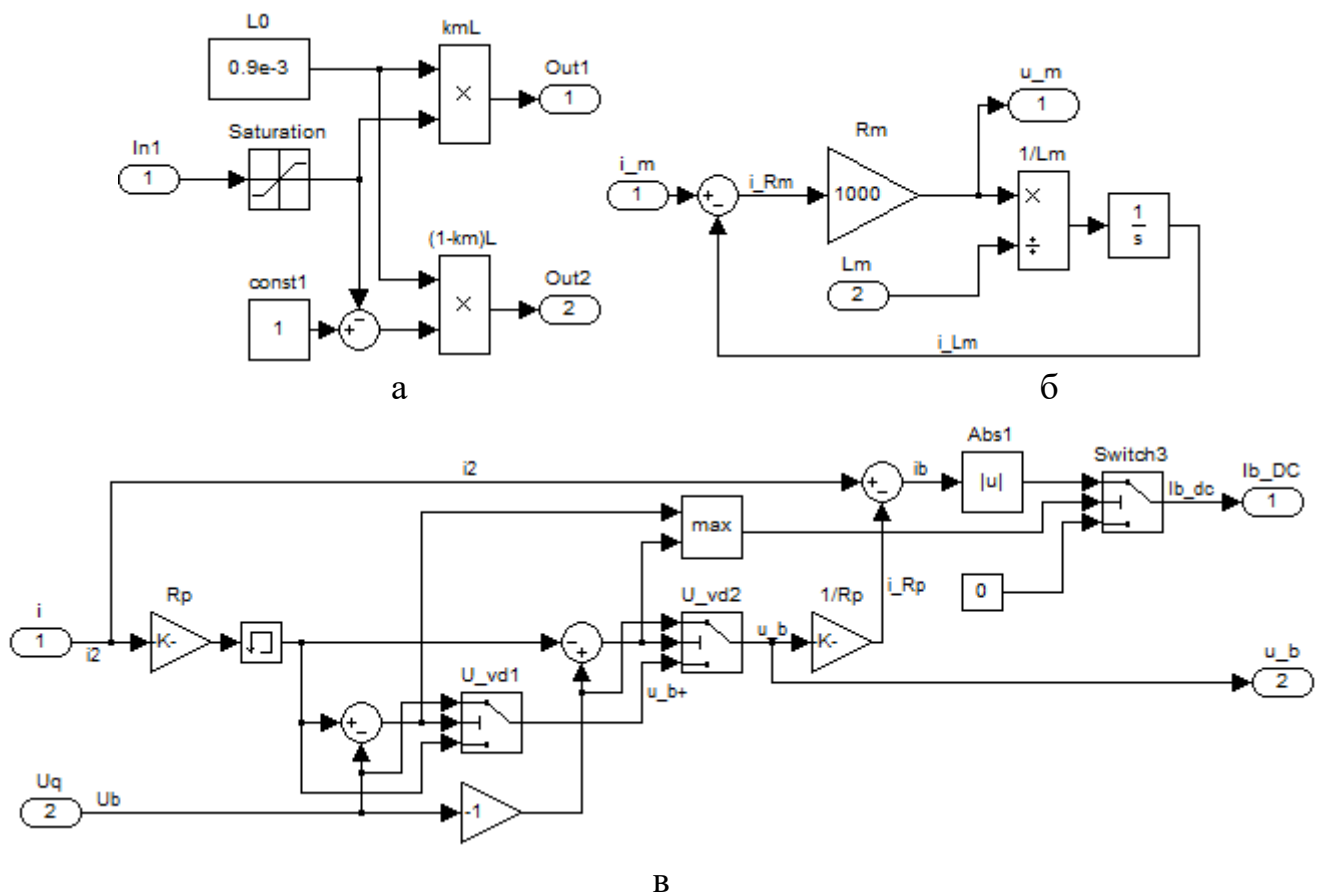 L0
0.9e-3
kmL
×
Out1
1
Saturation
In1
1
(1-km)L
×
Out2
2
const1
1
+
−
а
u_m
1
Rm
1000
1/Lm
×
÷
i_m
1
+
−
i_Rm
1
s
Lm
2
i_Lm
б
Abs1
|u|
Switch3
Ib_DC
1
i2
+
−
ib
Ib_dc
max
0
i
1
i2
Rp
-K-
−
+
U_vd2
u_b
1/Rp
-K-
i_Rp
u_b
2
U_vd1
u_b+
+
−
Uq
2
Ub
-1
в